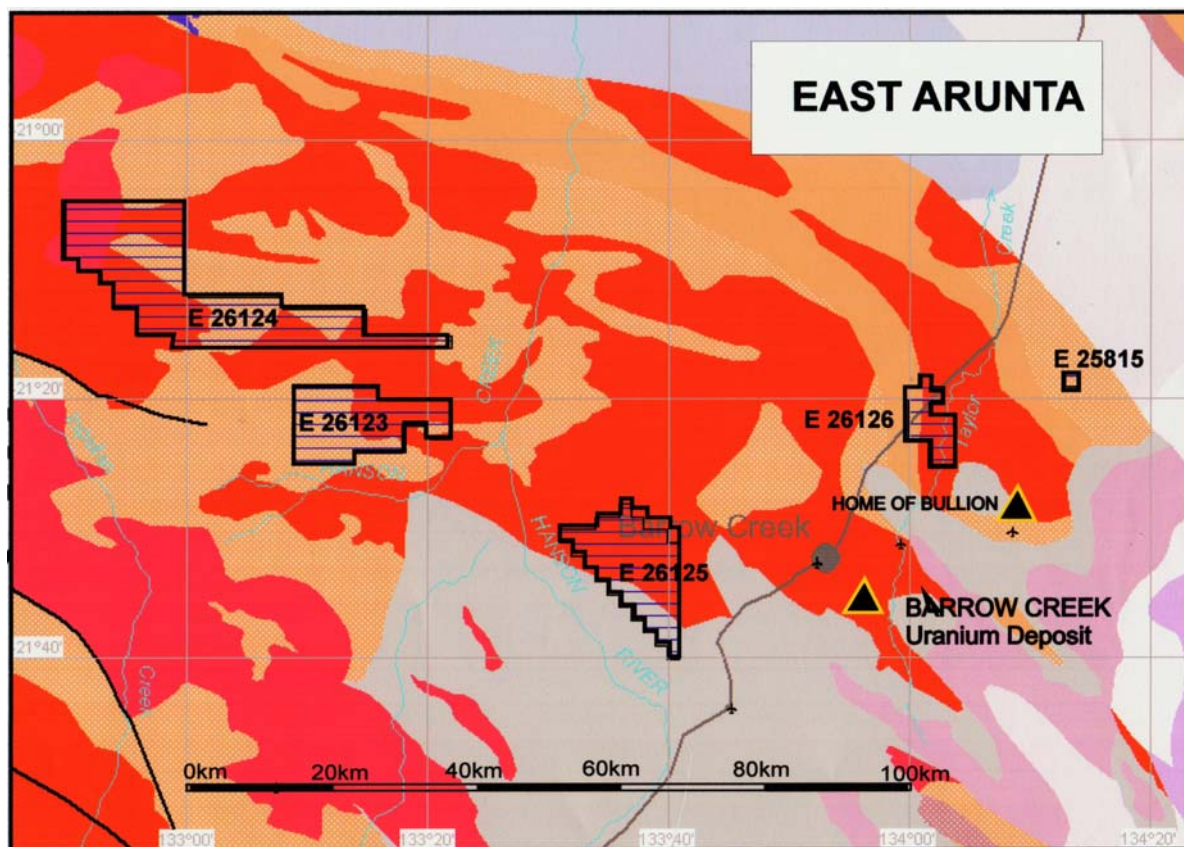 EAST ARUNTA
21°00'
Creek
E 26124
CREEK
E 25815
21°20'
E 26123
E 26126
Taylor
HANSON
HOME OF BULLION
HANSON
Barrow Creek
E 26125
BARROW CREEK
Uranium Deposit
21°40'
RIVER
Creek
0km 20km 40km 60km 80km 100km
133°00' 133°20' 133°40' 134°00' 134°20'